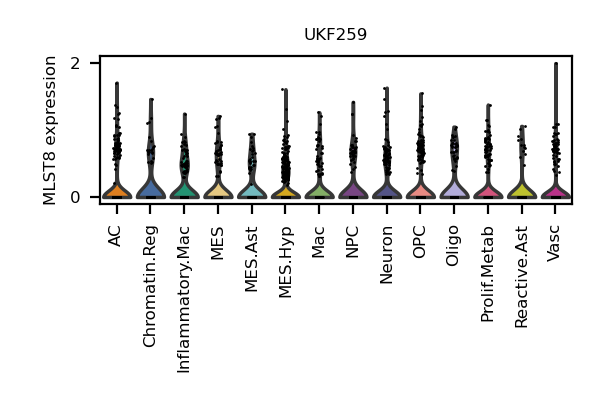 UKF259
MLST8 expression
2
0
AC
Chromatin.Reg
Inflammatory.Mac
MES
MES.Ast
MES.Hyp
Mac
NPC
Neuron
OPC
Oligo
Prolif.Metab
Reactive.Ast
Vasc